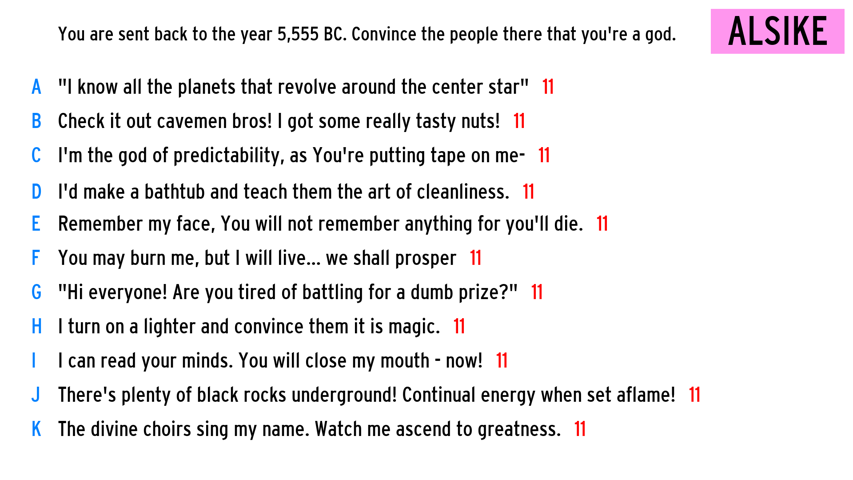 You are sent back to the year 5,555 BC. Convince the people there that you're a god.
ALSIKE
A "I know all the planets that revolve around the center star" 11
B Check it out cavemen bros! I got some really tasty nuts! 11
C I'm the god of predictability, as You're putting tape on me- 11
D I'd make a bathtub and teach them the art of cleanliness. 11
E Remember my face, You will not remember anything for you'll die. 11
F You may burn me, but I will live... we shall prosper 11
G "Hi everyone! Are you tired of battling for a dumb prize?" 11
H I turn on a lighter and convince them it is magic. 11
I I can read your minds. You will close my mouth - now! 11
J There's plenty of black rocks underground! Continual energy when set aflame! 11
K The divine choirs sing my name. Watch me ascend to greatness. 11